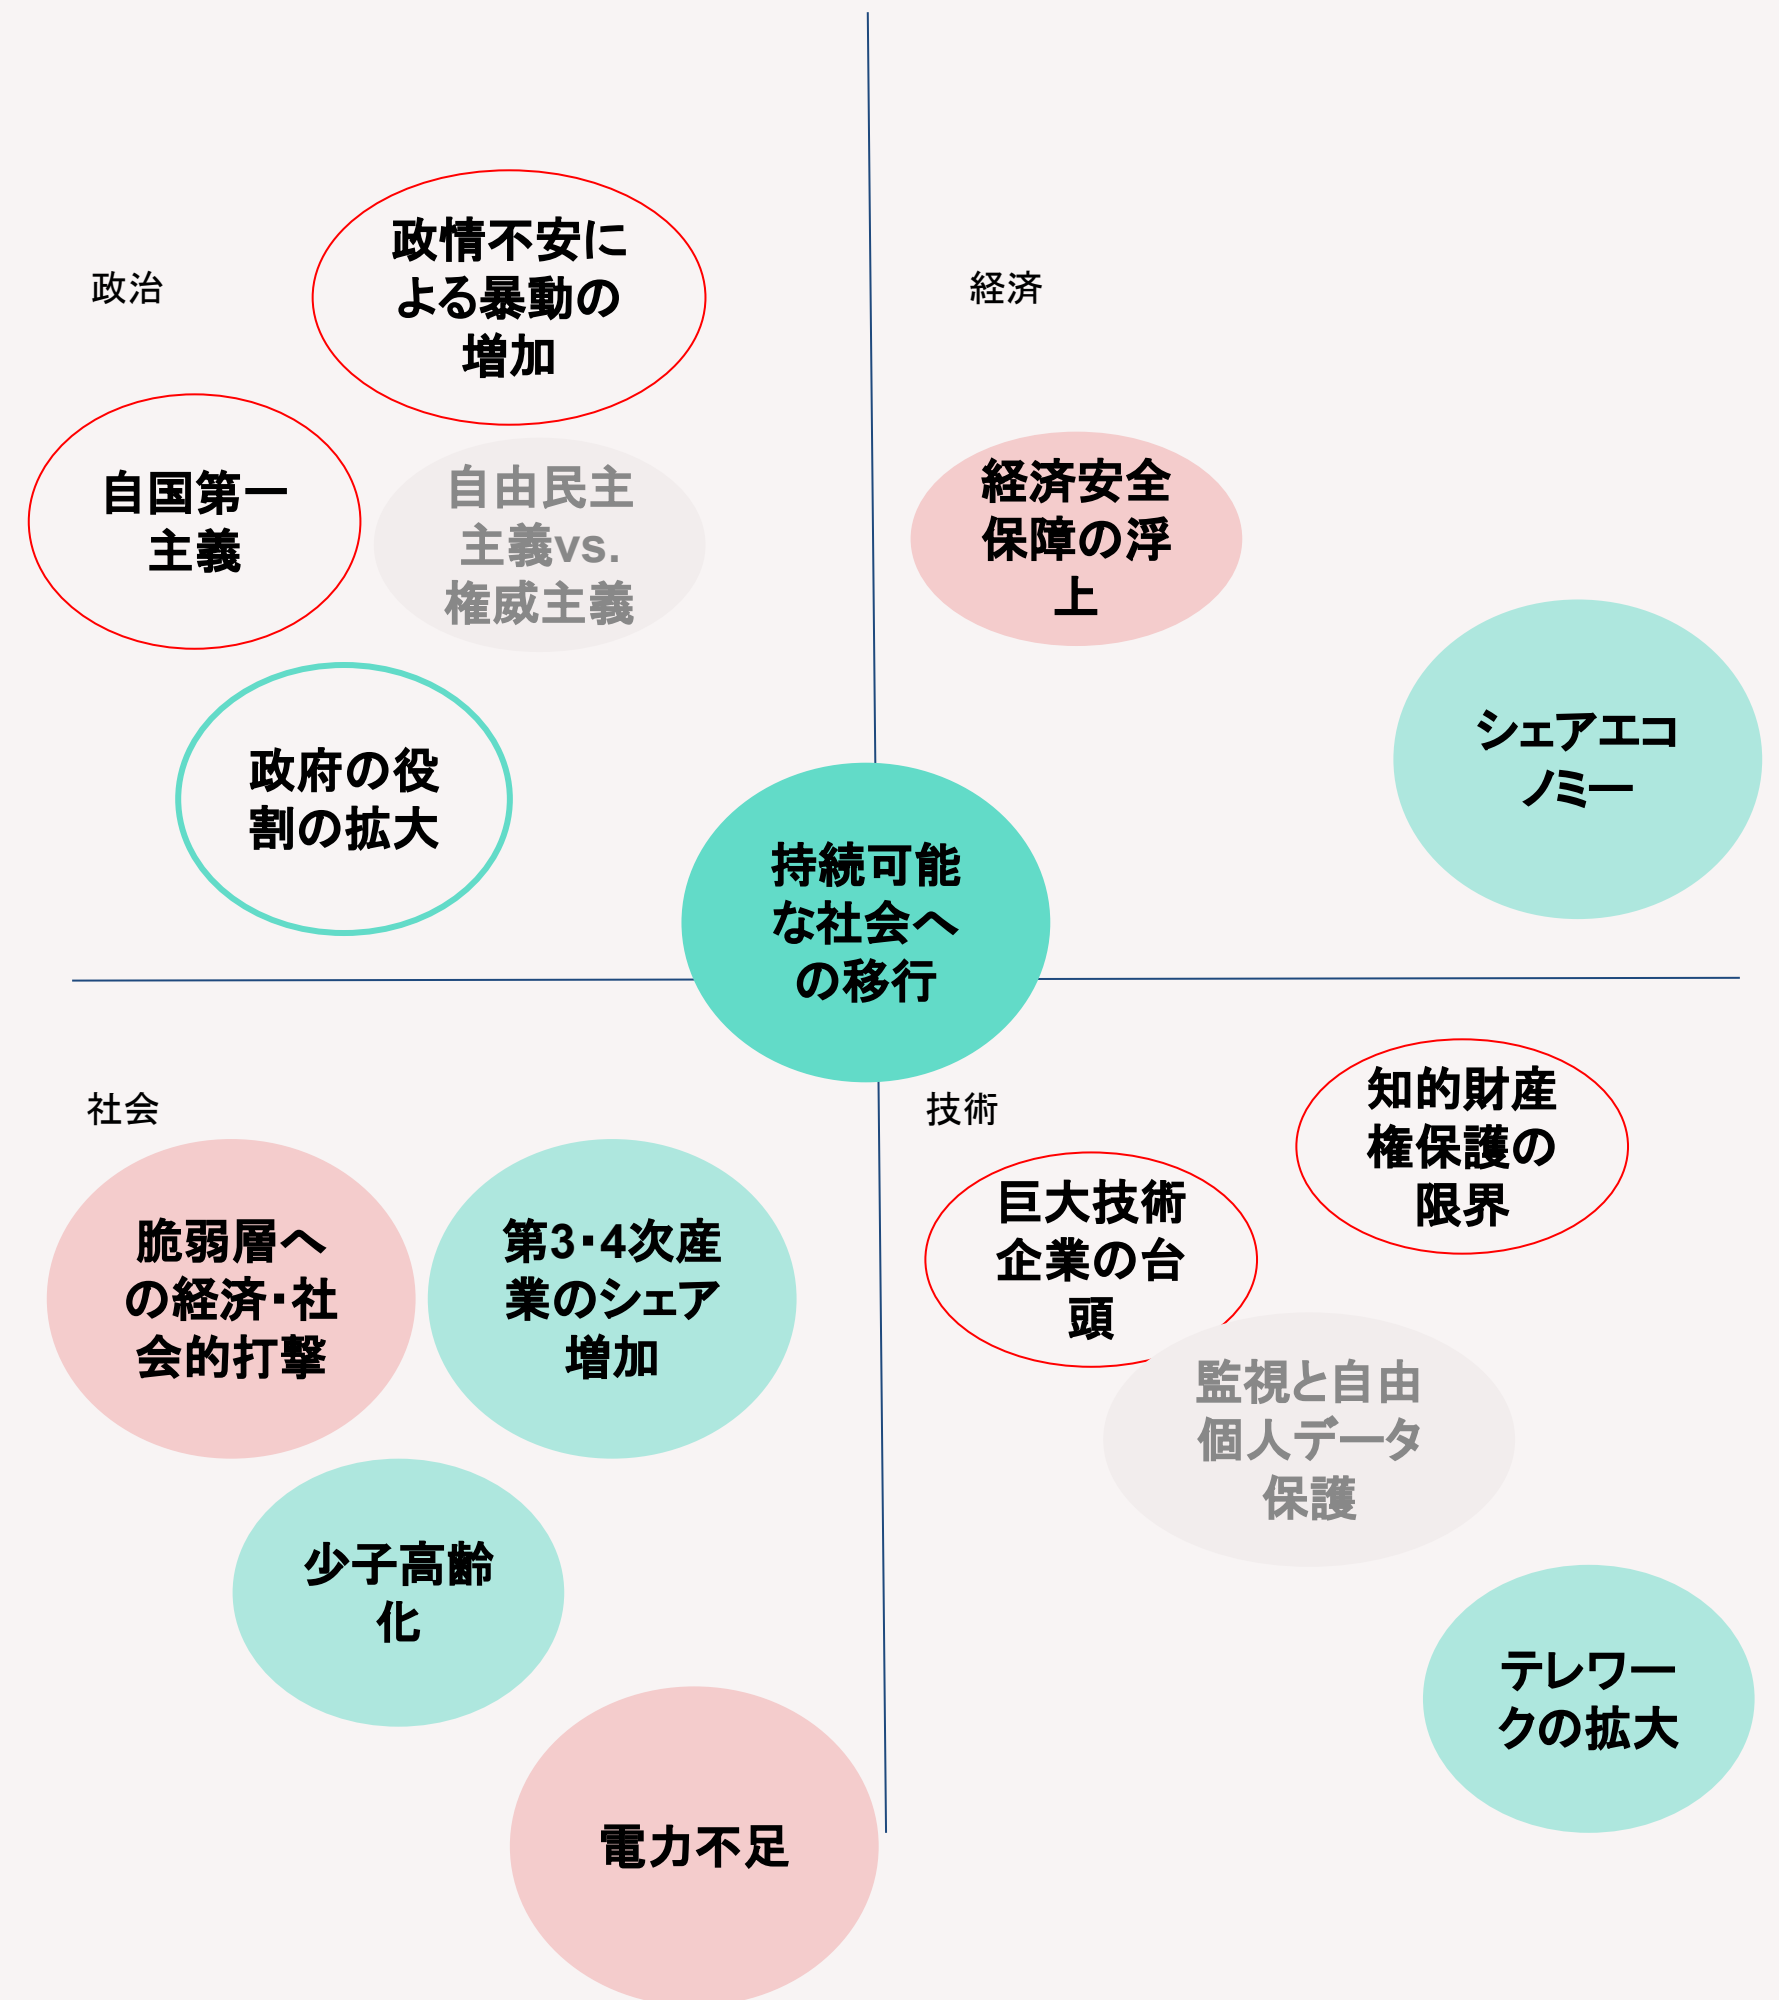 政治
政情不安に
よる暴動の
増加
自国第一
主義
自由民主
主義vs.
権威主義
政府の役
割の拡大
経済
経済安全
保障の浮
上
シェアエコ
ノミー
持続可能
な社会へ
の移行
社会
脆弱層へ
の経済・社
会的打撃
第3・4次産
業のシェア
増加
少子高齢
化
電力不足
技術
知的財産
権保護の
限界
巨大技術
企業の台
頭
監視と自由
個人データ
保護
テレワー
クの拡大